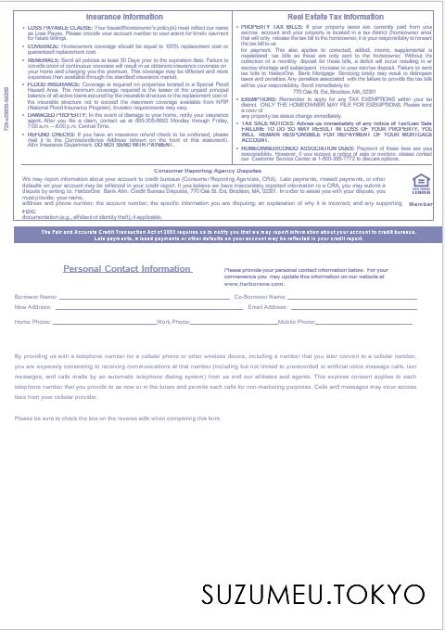 Insurance Information
• LOSS PAYABLE CLAUSE: Your hazard/homeowner's policy(s) must reflect our name
as Loss Payee. Please provide your account number to your agent for timely
for future billings.
• COVERAGE: Homeowners coverage should be equal to 100% replacement cost or
guaranteed replacement cost.
• RENEWALS: Send all policies at least 30 Days prior to the expiration date. Failure to
provide proof of continuous coverage will result in us obtaining insurance coverage on
your home and charging you the premium. This coverage may be different and more
expensive than available through the standard insurance market.
• FLOOD INSURANCE: Coverage is required on properties located in a Special Flood
Hazard Area. The minimum coverage required is the lesser of the unpaid principal
balance of all active loans secured by the insurable structure or the replacement cost of
the insurable structure not to exceed the maximum coverage available from NFIP
(National Flood Insurance Program). Investor requirements may vary.
• DAMAGED PROPERTY: In the event of damage to your home, notify your insurance
agent. After you file a claim, contact us at Monday through Friday,
7:00 a.m. – 8:00 p.m. Central Time.
• REFUND CHECKS: If you have an insurance refund check to be endorsed, please
mail it to the Correspondence Address shown on the front of this statement.
Attn: Insurance Department. DO NOT SEND WITH PAYMENT.
Real Estate Tax Information
• PROPERTY TAX BILLS: If your property taxes are currently paid from your
escrow account and your property is located in a tax district (homeowner area)
that will only release the tax bill to the homeowner, it is your responsibility to forward
the tax bill to us
for payment. This also applies to corrected, added, interim, supplemental &
reassessed tax bills as these are only sent to the homeowner. Without the
collection of a monthly deposit for these bills, a deficit will occur resulting in an
escrow shortage and subsequent increase in your escrow deposit. Failure to sent
tax bills to HarborOne Bank Mortgage Servicing timely may result in delinquent
taxes and penalties. Any penalties associated with the failure to provide the tax bills
will be your responsibility. Send immediately to:
770 Oak St. Ext, Brockton, MA, 02301
• EXEMPTIONS: Remember to apply for any TAX EXEMPTIONS within your tax
district. ONLY THE HOMEOWNER MAY FILE FOR EXEMPTIONS. Please send
a copy of
any property tax status change immediately.
• TAX SALE NOTICES: Advise us immediately of any notice of Tax/Loan Sale
FAILURE TO DO SO MAY RESULT IN LOSS OF YOUR PROPERTY. YOU
WILL REMAIN RESPONSIBLE FOR REPAYMENT OF YOUR MORTGAGE
ACCOUNT.
• HOMEOWNERS ASSOCIATION DUES: Payment of these fees are your
responsibility. However, if you receive a notice of sale or eviction, please contact
our Customer Service Center at 1-800-385-7772 to discuss options.
Consumer Reporting Agency Disputes
We may report information about your account to credit bureaus (Consumer Reporting Agencies, CRA). Late payments, missed payments, or other
defaults on your account may be reflected in your credit report. If you believe we have inaccurately reported information to a CRA, you may submit a
dispute by writing to: HarborOne Bank Attn: Credit Bureau Disputes, 770 Oak St. Ext, Brockton, MA, 02301. In order to assist you with your dispute, you
must provide: your name,
address and phone number; the account number; the specific information you are disputing; an explanation of why it is incorrect; and any supporting
documentation (e.g., affidavit of identity theft), if applicable.
Member
FDIC
The Fair and Accurate Credit Transaction Act of 2003 requires us to notify you that we may report information about your account to credit bureaus.
Late payments, missed payments or other defaults on your account may be reflected in your credit report.
Personal Contact Information
Please provide your personal contact information below. For your
convenience you may update this information on our website at
www.harborone.com.
Borrower Name: Co-Borrower Name:
New Address: Email Address:
Home Phone: Work Phone: Mobile Phone:
By providing us with a telephone number for a cellular phone or other wireless device, including a number that you later convert to a cellular number,
you are expressly consenting to receiving communications at that number (including but not limited to prerecorded or artificial voice message calls, text
messages, and calls made by an automatic telephone dialing system) from us and our affiliates and agents. This express consent applies to each
telephone number that you provide to us now or in the future and permits such calls for non-marketing purposes. Calls and messages may incur access
fees from your cellular provider.
Please be sure to check the box on the reverse side when completing this form.
SUZUMEU.TOKYO